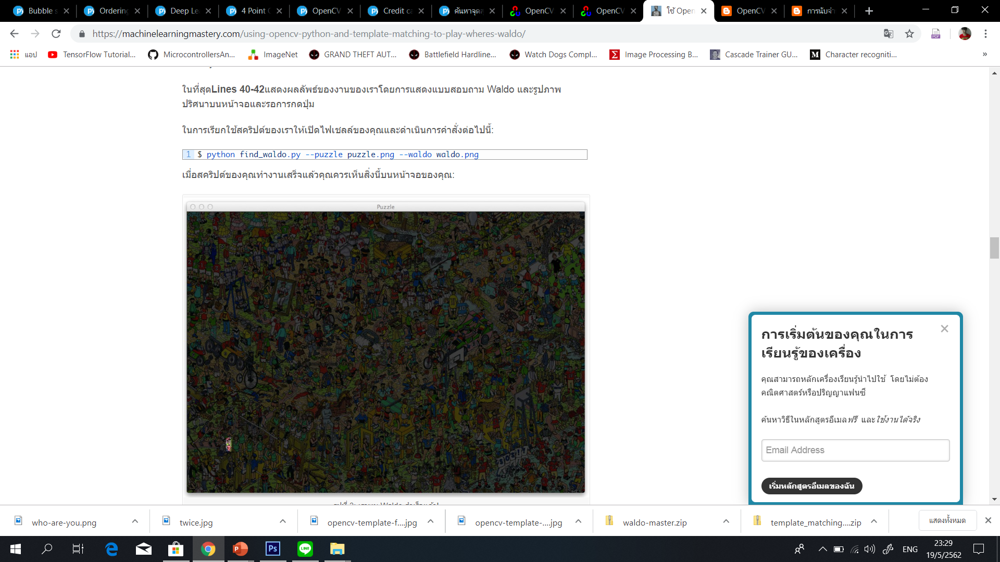 Bubble s
Ordering
Deep Le
4 Point
OpenCV
Credit ca
ค้นหาจุดส
OpenCV
OpenCV
ใช้ Open
OpenCV
การนับจำ
https://machinelearningmastery.com/using-opencv-python-and-template-matching-to-play-wheres-waldo/
แอป
TensorFlow Tutorial...
MicrocontrollersAn...
ImageNet
GRAND THEFT AUT...
Battlefield Hardline...
Watch Dogs Compl...
Image Processing B...
Cascade Trainer GU...
Character recogniti...
»
ในที่สุดLines 40-42แสดงผลลัพธ์ของงานของเราโดยการแสดงแบบสอบถาม Waldo และรูปภาพ
ปริศนาบนหน้าจอและรอการกดปุ่ม
ในการเรียกใช้สคริปต์ของเราให้เปิดไฟเชลล์ของคุณและดำเนินการคำสั่งต่อไปนี้:
1 $ python find_waldo.py --puzzle puzzle.png --waldo waldo.png
เมื่อสคริปต์ของคุณทำงานเสร็จแล้วคุณควรเห็นสิ่งนี้บนหน้าจอของคุณ:
Puzzle
การเริ่มต้นของคุณในการ
เรียนรู้ของเครื่อง
คุณสามารถหลักเครื่องเรียนรู้นำไปใช้ โดยไม่ต้อง
คณิตศาสตร์หรือปริญญาแฟนซี
ค้นหาวิธีในหลักสูตรอีเมลฟรี และใช้งานได้จริง
Email Address
เริ่มหลักสูตรอีเมลของฉัน
who-are-you.png
twice.jpg
opencv-template-f....jpg
opencv-template-....jpg
waldo-master.zip
template_matching....zip
แสดงทั้งหมด
ENG
23:29
19/5/2562